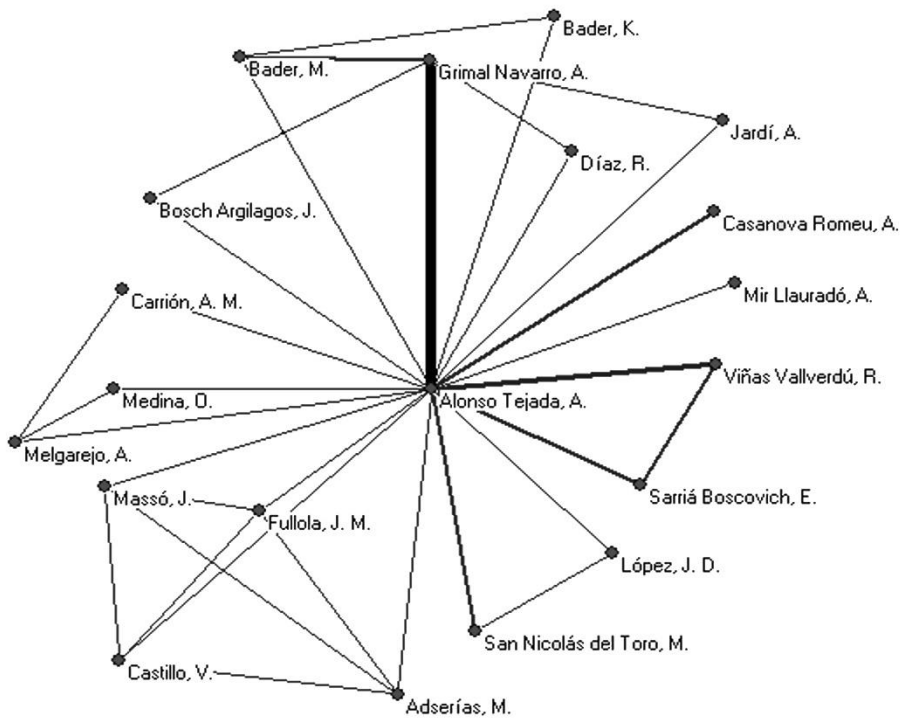 Bader, K.
Bader, M.
Grimal Navarro, A.
Jardí, A.
Díaz, R.
Bosch Argilagos, J.
Casanova Romeu, A.
Carrión, A. M.
Mir Llauradó, A.
Viñas Vallverdú, R.
Medina, O.
Alonso Tejada, A.
Melgarejo, A.
Sarriá Boscovich, E.
Massó, J.
Fullola, J. M.
López, J. D.
San Nicolás del Toro, M.
Castillo, V.
Adserías, M.